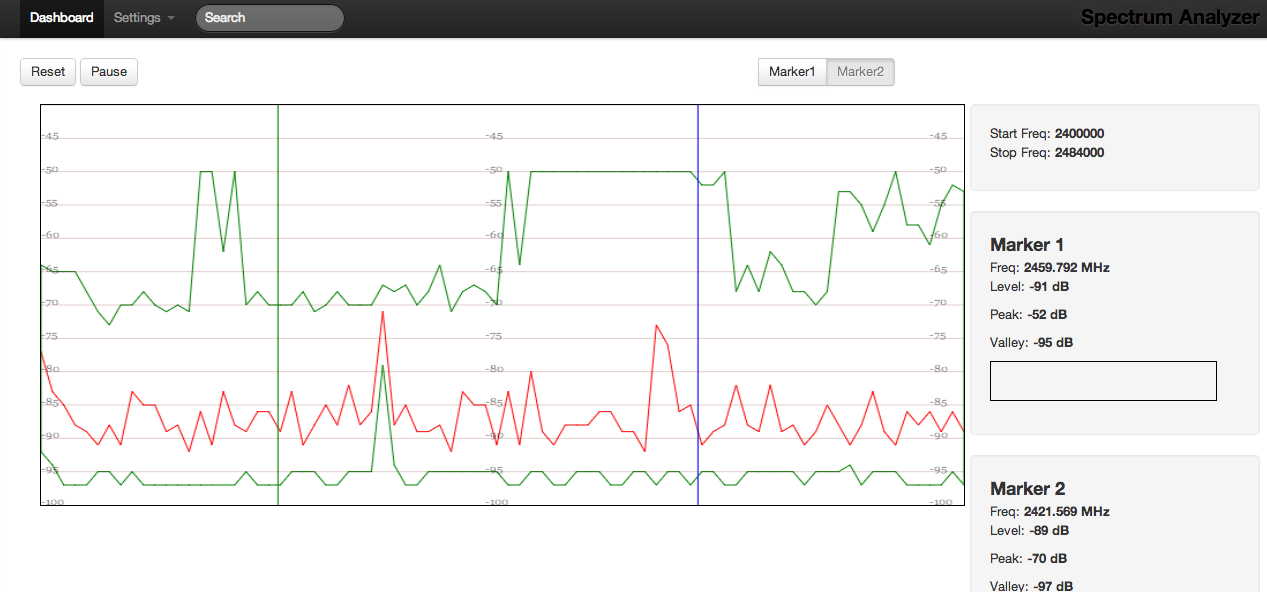 Dashboard Settings Search Spectrum Analyzer
Reset Pause Marker1 Marker2
-45 -45 -45
-50 -50 -50
-55 -55 -55
-60 -60 -60
-65 -65 -65
-70 -70 -70
-75 -75 -75
-80 -80 -80
-85 -85 -85
-90 -90 -90
-95 -95 -95
-100 -100 -100
Start Freq: 2400000
Stop Freq: 2484000
Marker 1
Freq: 2459.792 MHz
Level: -91 dB
Peak: -52 dB
Valley: -95 dB
Marker 2
Freq: 2421.569 MHz
Level: -89 dB
Peak: -70 dB
Valley: -97 dB